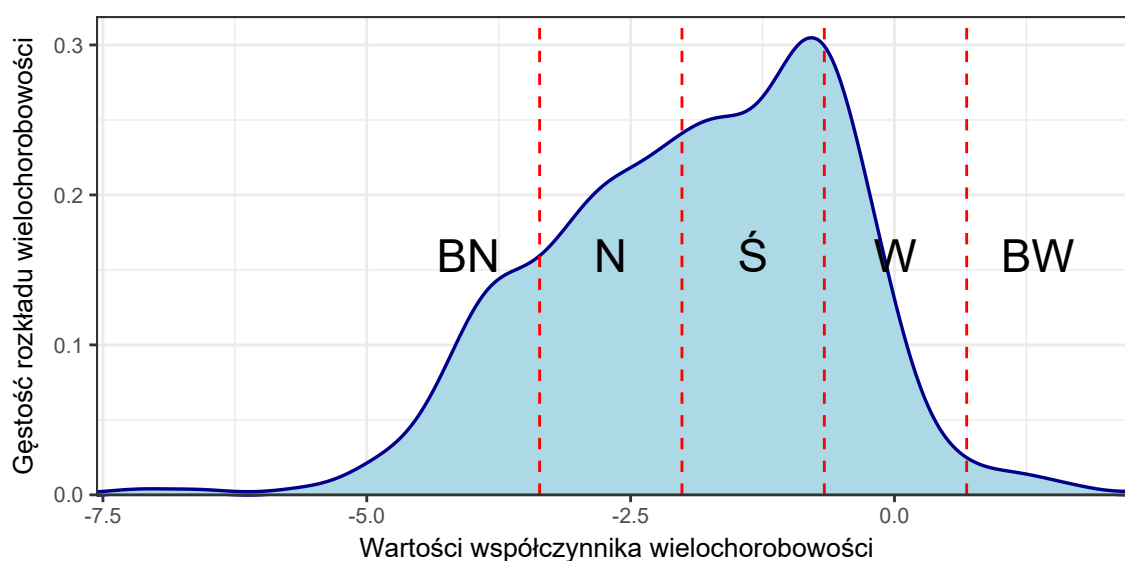 Gęstość rozkładu wielochorobowości
0.3
0.2
0.1
0.0
BN N Ś W BW
-7.5 -5.0 -2.5 0.0
Wartości współczynnika wielochorobowości